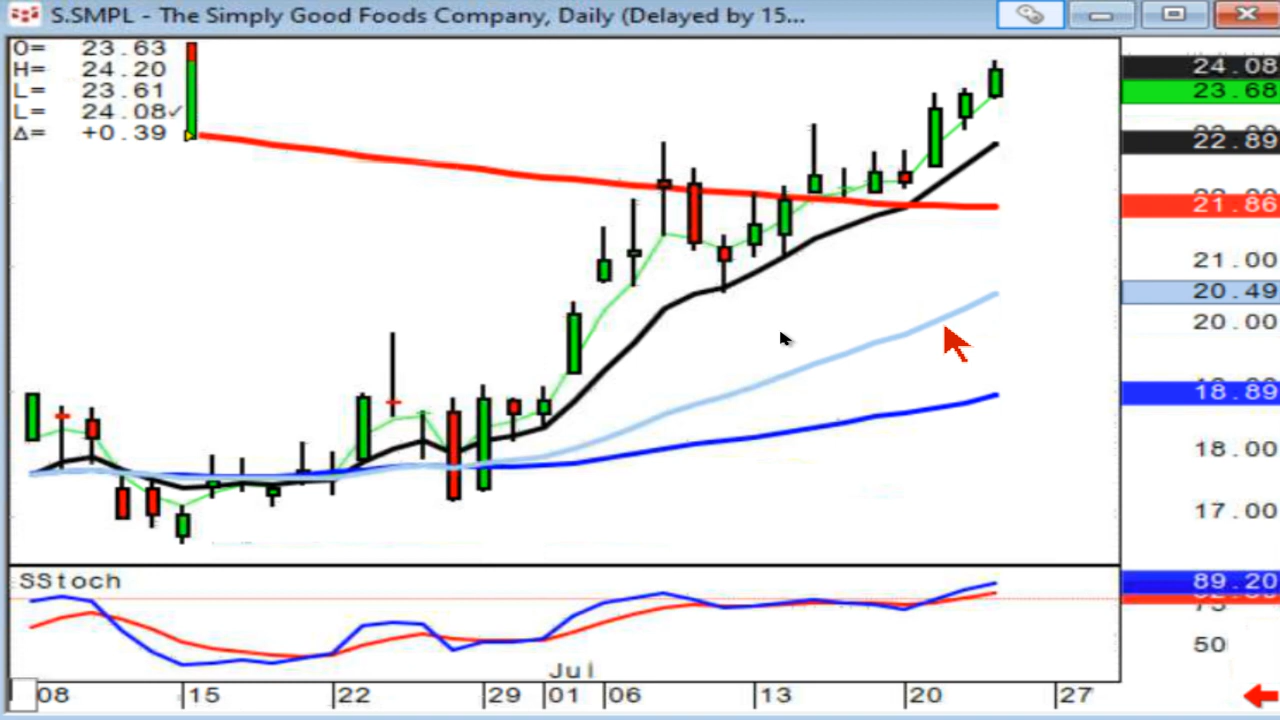 S.SMPL - The Simply Good Foods Company, Daily (Delayed by 15...
O= 23.63
H= 24.20
L= 23.61
L= 24.08✓
Δ= +0.39
24.08
23.68
22.89
21.86
21.00
20.49
20.00
18.89
18.00
17.00
SStoch
89.20
75
50
Jul
08 15 22 29 01 06 13 20 27